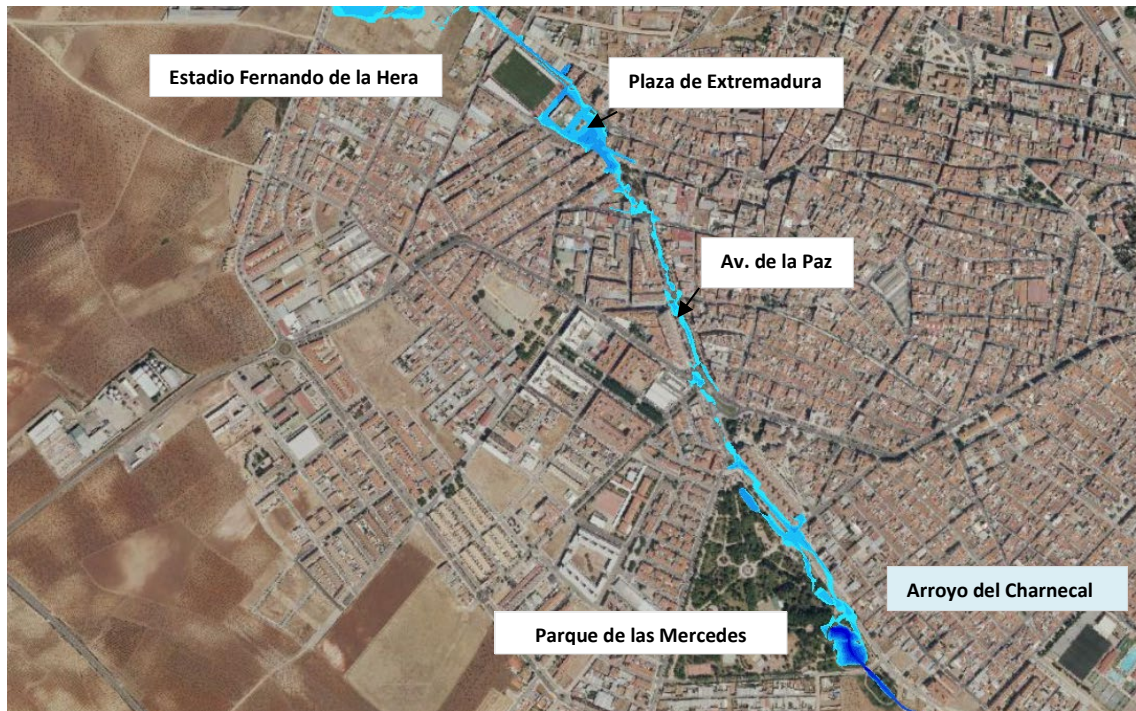 Estadio Fernando de la Hera
Plaza de Extremadura
Av. de la Paz
Arroyo del Charnecal
Parque de las Mercedes